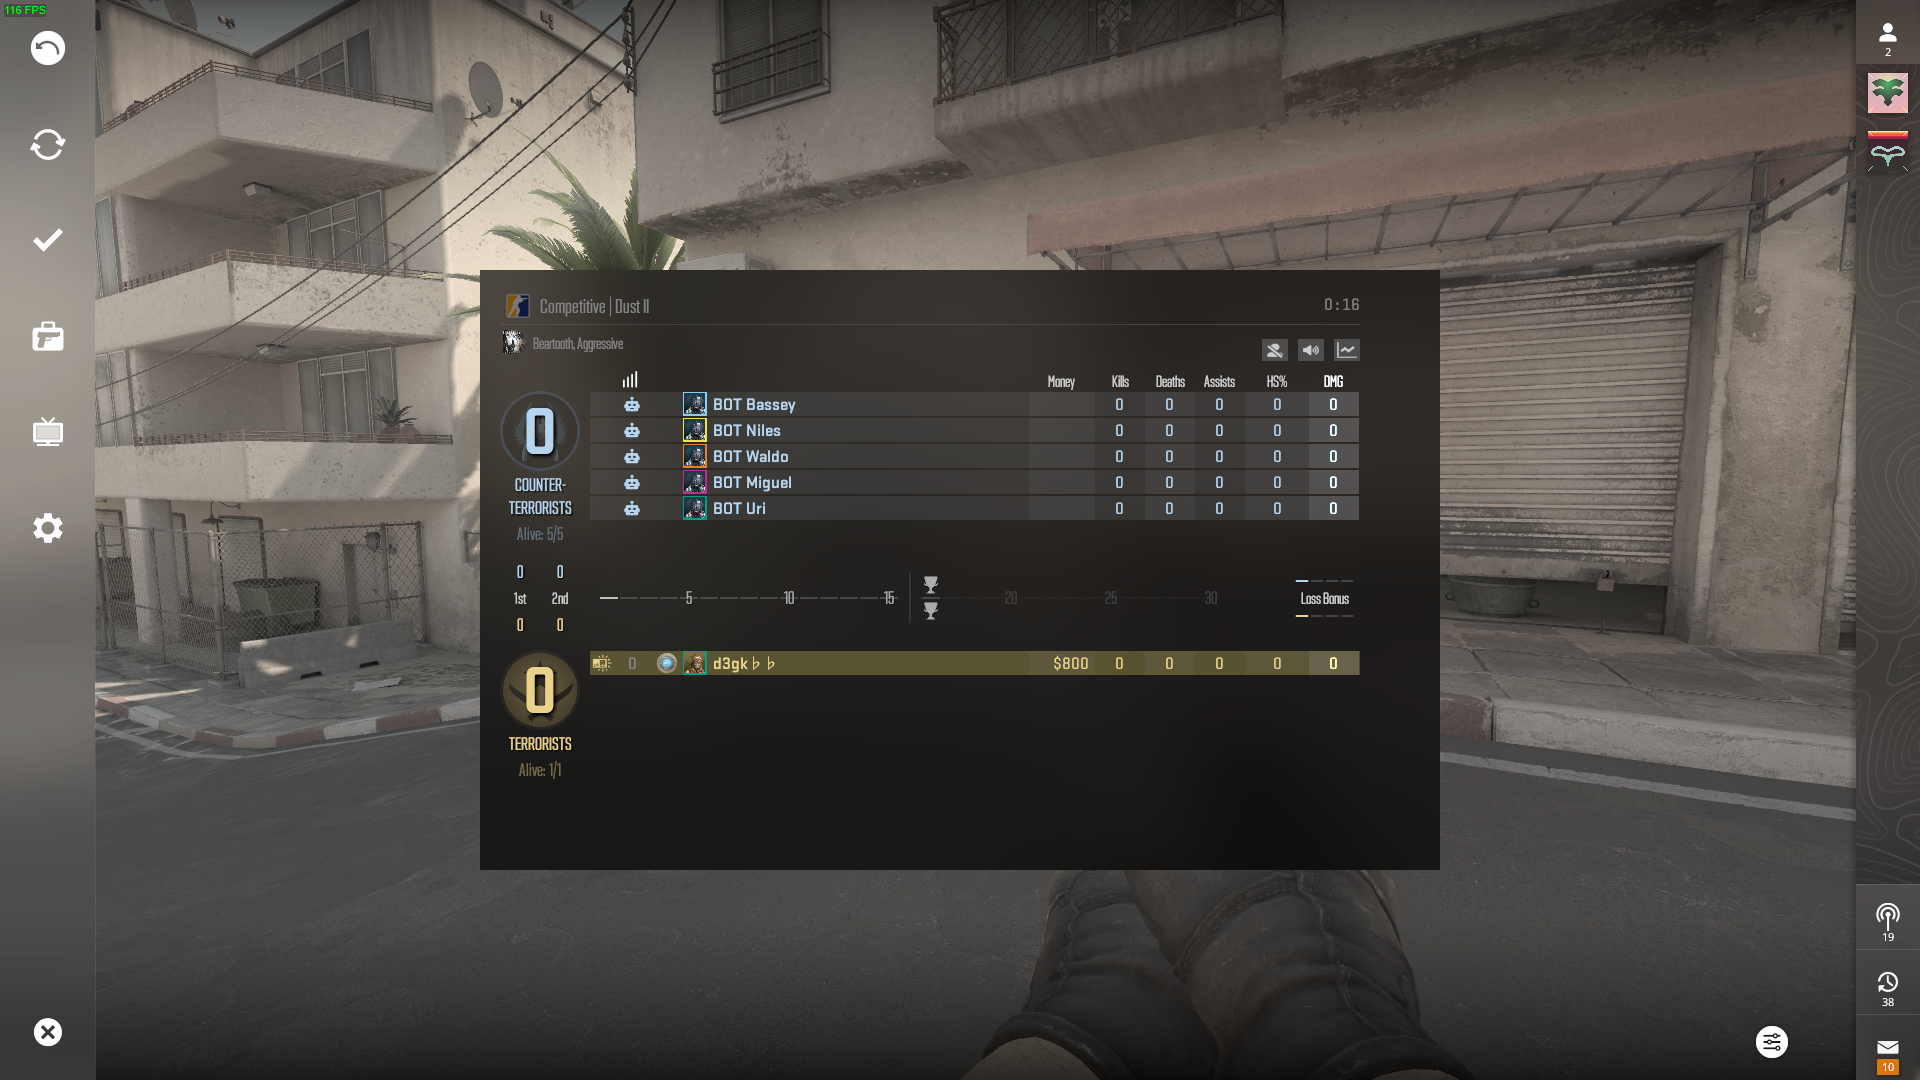 116 FPS
2
Competitive | Dust II
0:16
Beartooth, Aggressive
Money Kills Deaths Assists HS% DMG
0
COUNTER-
TERRORISTS
Alive: 5/5
BOT Bassey 0 0 0 0 0
BOT Niles 0 0 0 0 0
BOT Waldo 0 0 0 0 0
BOT Miguel 0 0 0 0 0
BOT Uri 0 0 0 0 0
0 0
1st 2nd
0 0
5 10 15 20 25 30
Loss Bonus
0
TERRORISTS
Alive: 1/1
0 d3gk ♭ ♭ $800 0 0 0 0 0
19
38
10